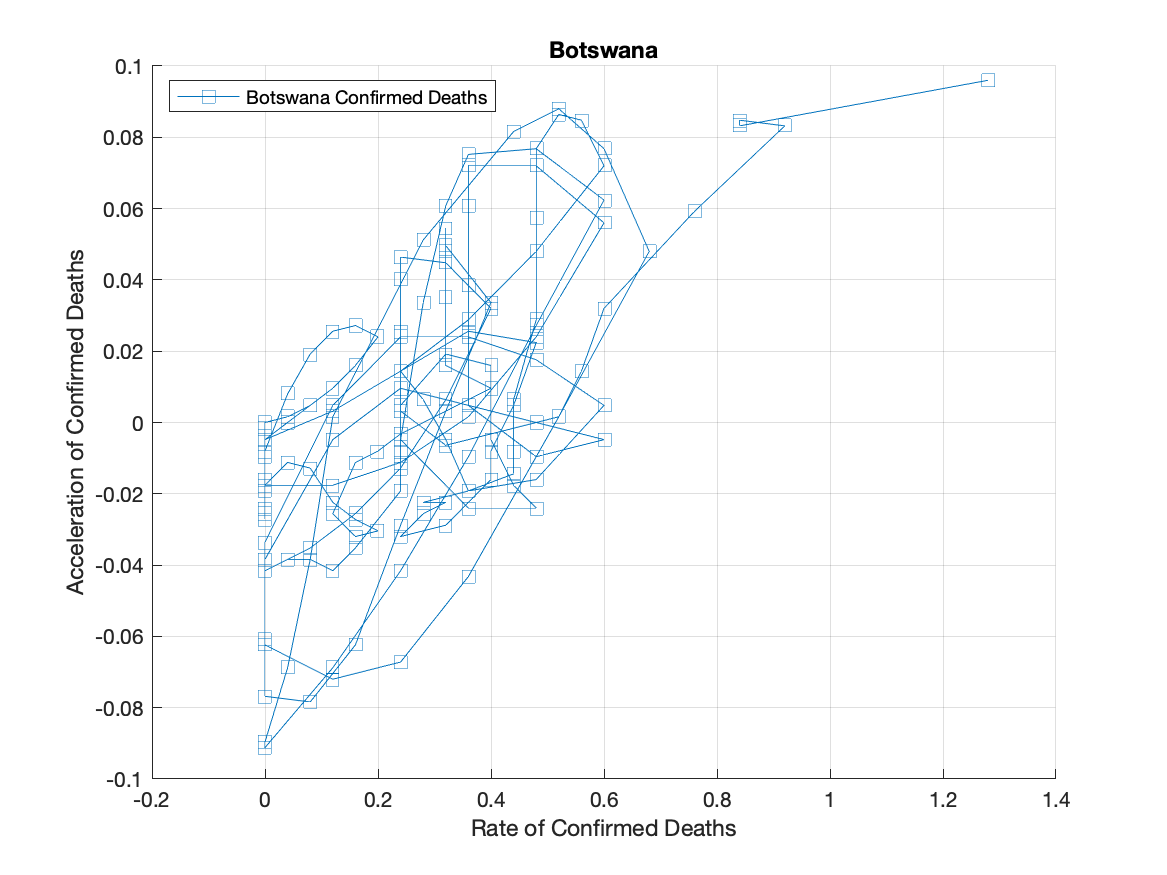 Botswana
Botswana Confirmed Deaths
0.1
0.08
0.06
0.04
0.02
0
-0.02
-0.04
-0.06
-0.08
-0.1
Acceleration of Confirmed Deaths
-0.2 0 0.2 0.4 0.6 0.8 1 1.2 1.4
Rate of Confirmed Deaths